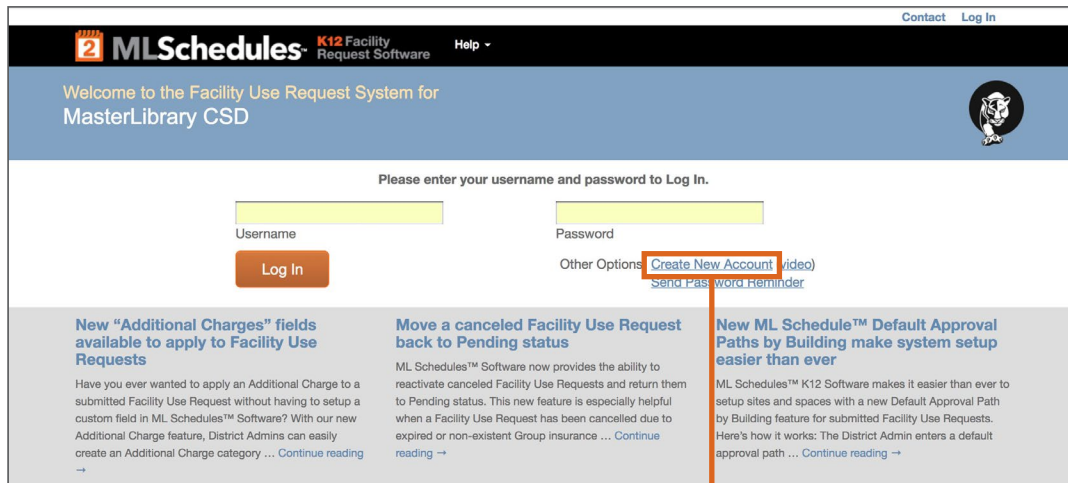 Contact Log In
2 MLSchedules™ K12 Facility
Request Software
Help
Welcome to the Facility Use Request System for
MasterLibrary CSD
Please enter your username and password to Log In.
Username Password
Log In
Other Options: Create New Account (video)
Send Password Reminder
New “Additional Charges” fields
available to apply to Facility Use
Requests
Have you ever wanted to apply an Additional Charge to a
submitted Facility Use Request without having to setup a
custom field in ML Schedules™ Software? With our new
Additional Charge feature, District Admins can easily
create an Additional Charge category … Continue reading
→
Move a canceled Facility Use Request
back to Pending status
ML Schedules™ Software now provides the ability to
reactivate canceled Facility Use Requests and return them
to Pending status. This new feature is especially helpful
when a Facility Use Request has been cancelled due to
expired or non-existent Group insurance … Continue
reading →
New ML Schedule™ Default Approval
Paths by Building make system setup
easier than ever
ML Schedules™ K12 Software makes it easier than ever to
setup sites and spaces with a new Default Approval Path
by Building feature for submitted Facility Use Requests.
Here’s how it works: The District Admin enters a default
approval path … Continue reading →